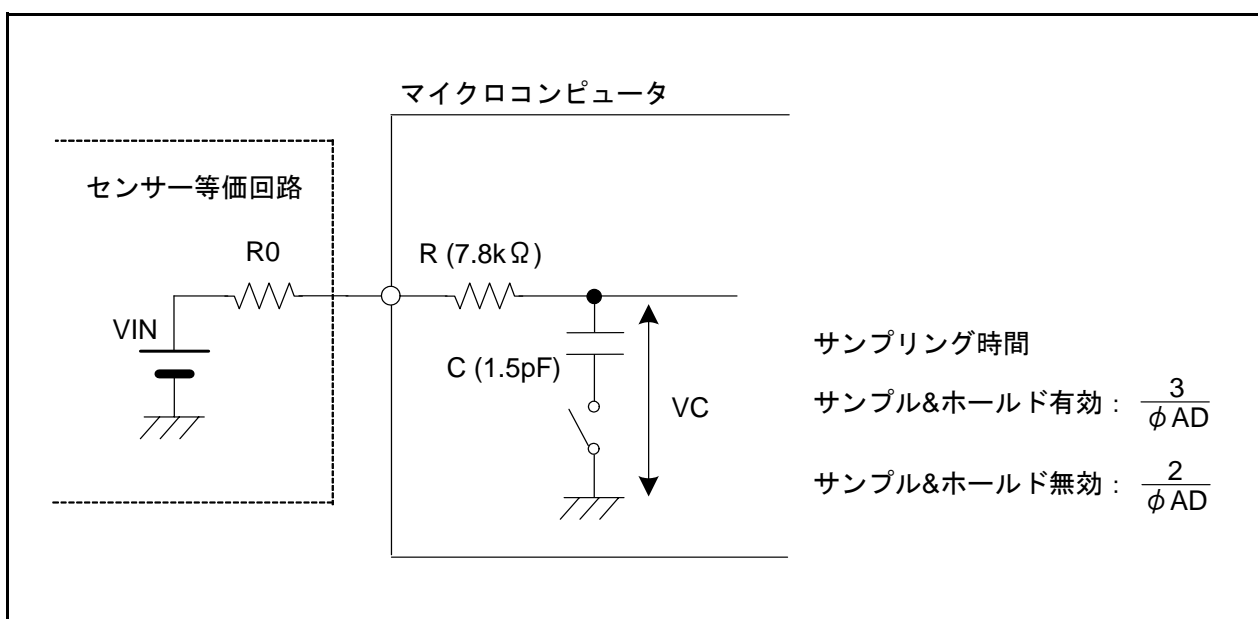 マイクロコンピュータ
センサー等価回路
R0
R (7.8kΩ)
VIN
C (1.5pF)
VC
サンプリング時間
サンプル&ホールド有効： 3/φAD
サンプル&ホールド無効： 2/φAD